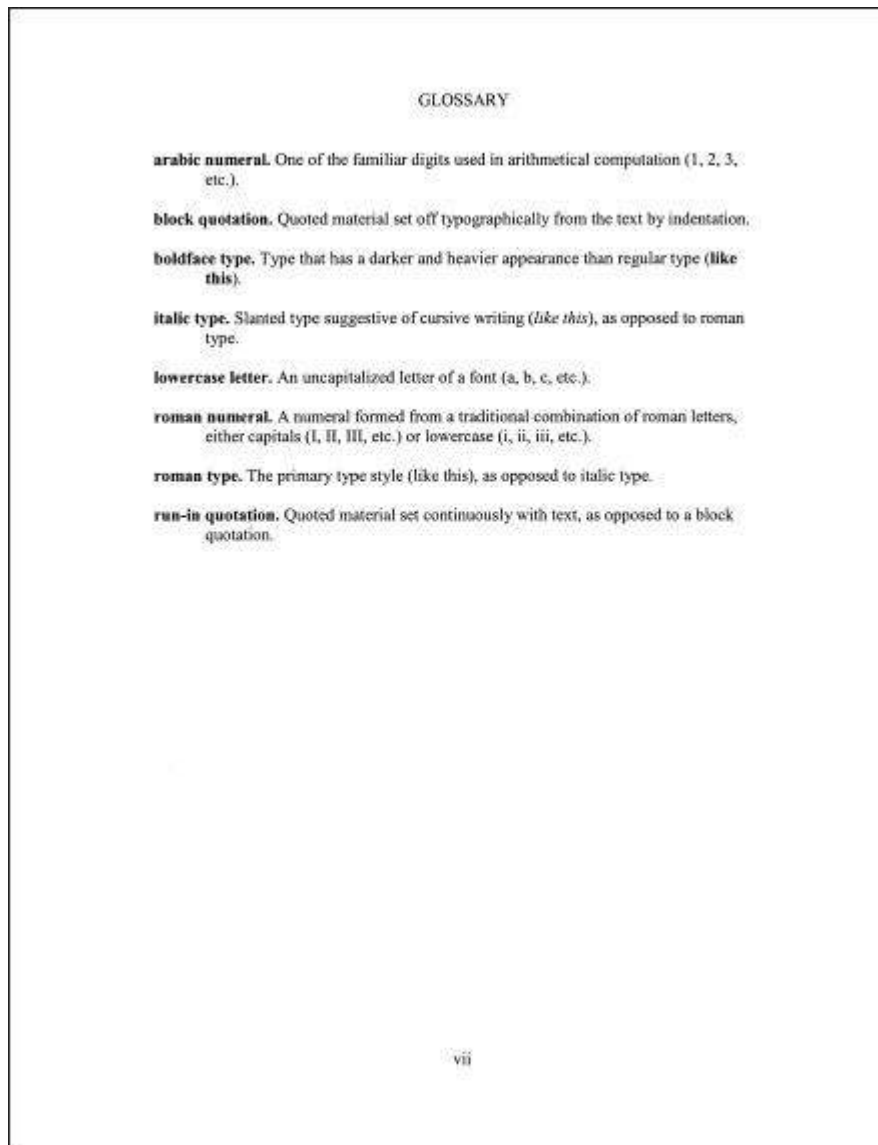 GLOSSARY
arabic numeral. One of the familiar digits used in arithmetical computation (1, 2, 3,
etc.).
block quotation. Quoted material set off typographically from the text by indentation.
boldface type. Type that has a darker and heavier appearance than regular type (like
this).
italic type. Slanted type suggestive of cursive writing (like this), as opposed to roman
type.
lowercase letter. An uncapitalized letter of a font (a, b, c, etc.).
roman numeral. A numeral formed from a traditional combination of roman letters,
either capitals (I, II, III, etc.) or lowercase (i, ii, iii, etc.).
roman type. The primary type style (like this), as opposed to italic type.
run-in quotation. Quoted material set continuously with text, as opposed to a block
quotation.
vii